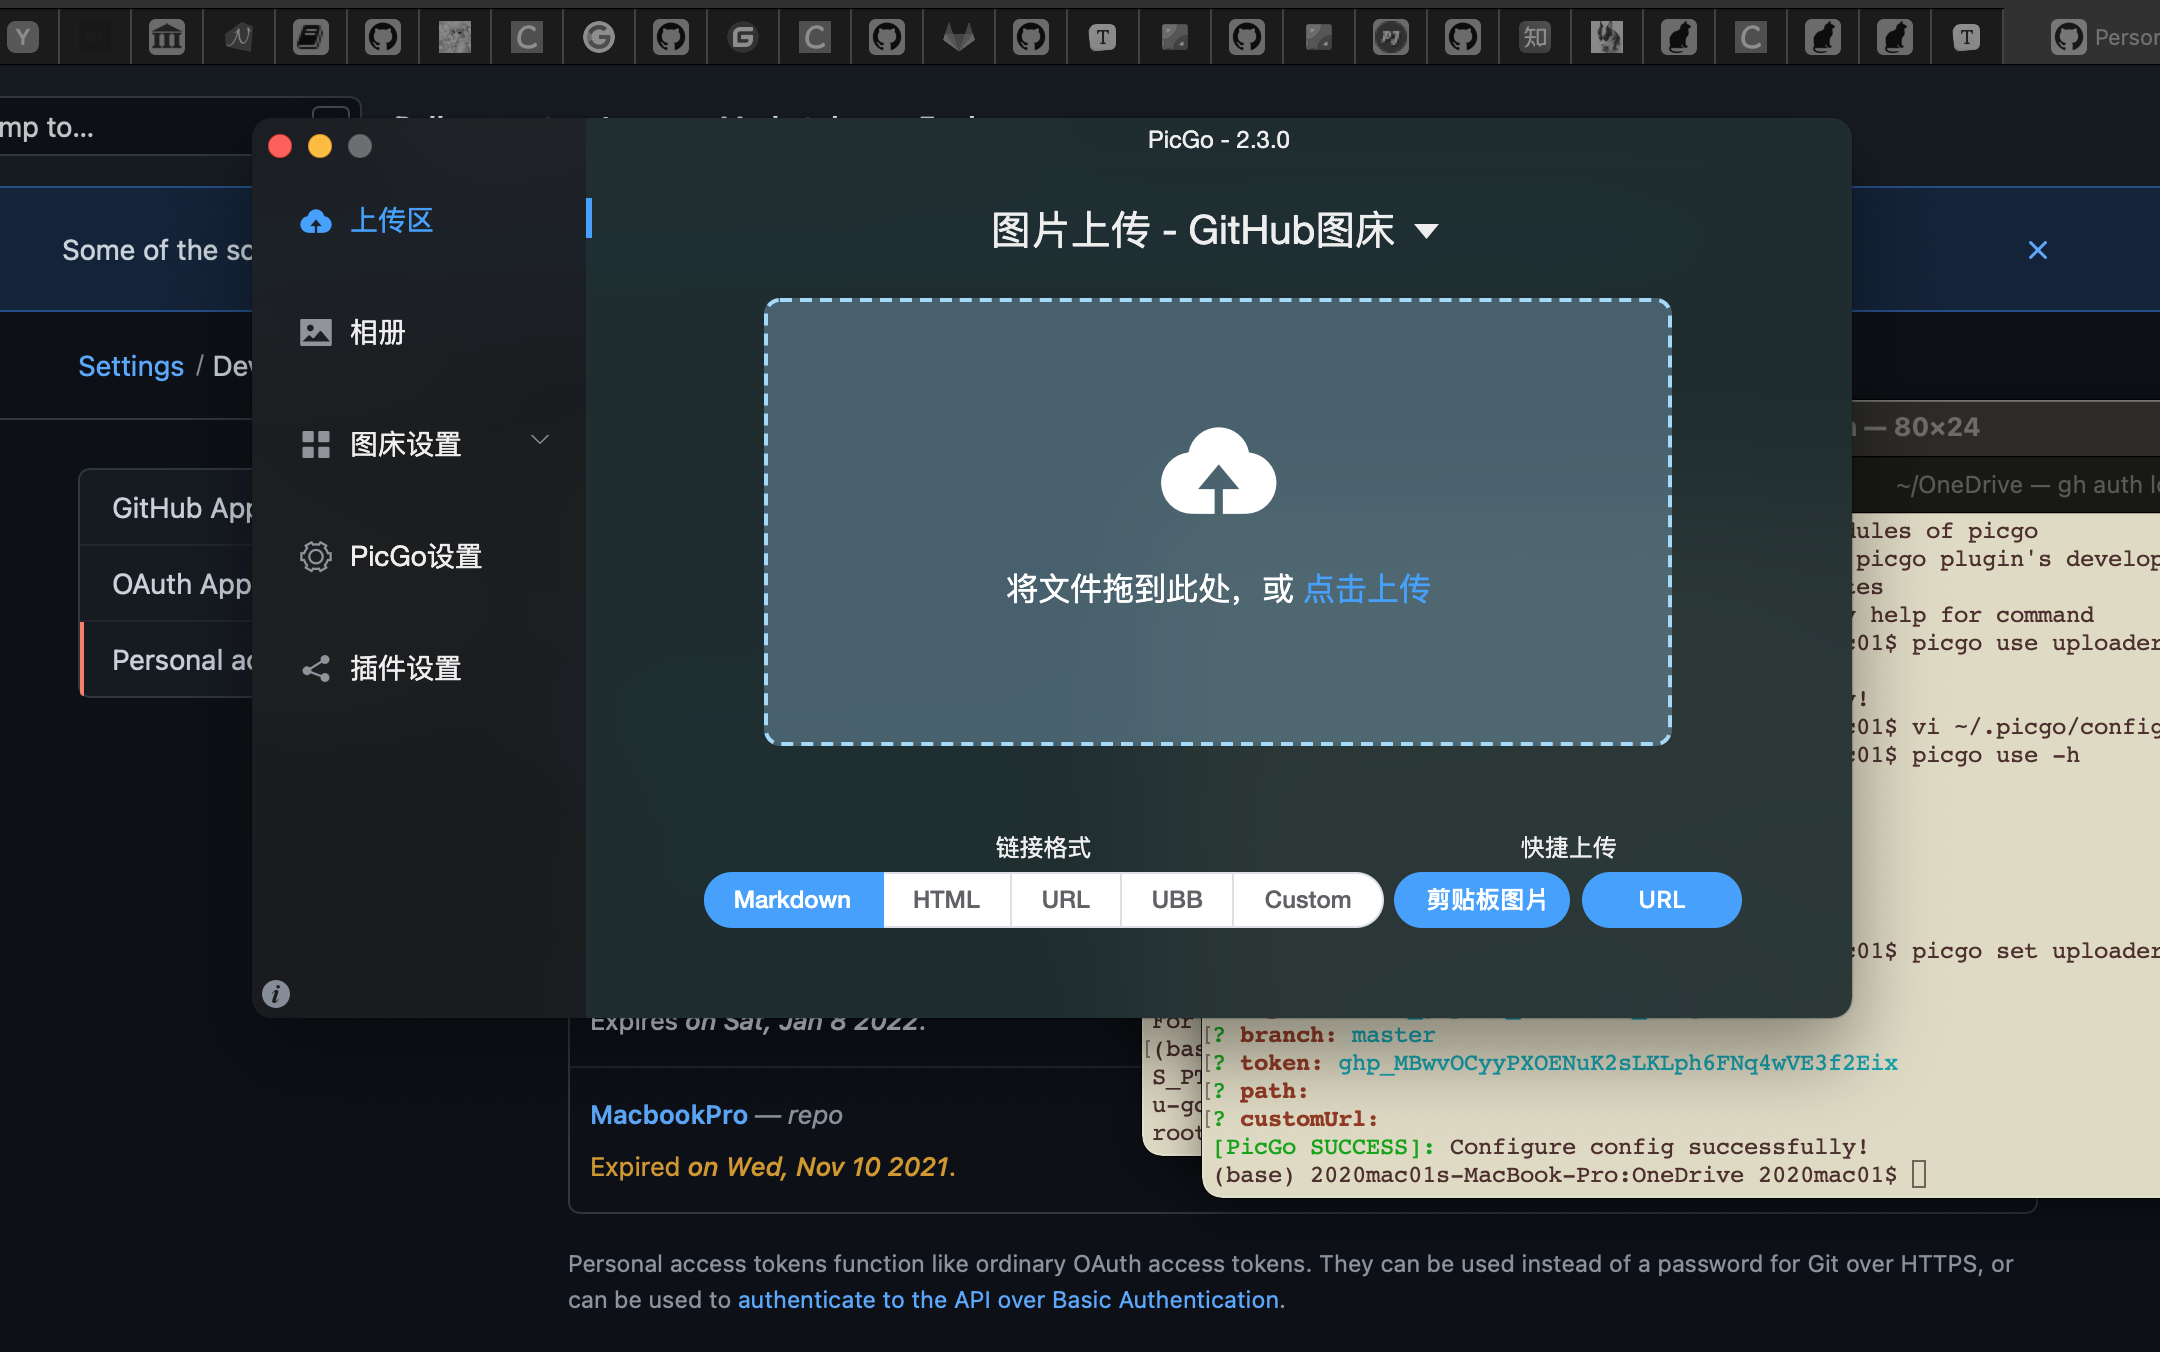 Person
mp to...
PicGo - 2.3.0
上传区
图片上传 - GitHub图床
Some of the sc
相册
Settings / Dev
图床设置
— 80×24
~/OneDrive — gh auth lo
GitHub App
PicGo设置
dules of picgo
picgo plugin's develop
tes
OAuth App
将文件拖到此处，或 点击上传
help for command
c01$ picgo use uploader
Personal ac
插件设置
y!
c01$ vi ~/.picgo/config
c01$ picgo use -h
链接格式
快捷上传
Markdown
HTML
URL
UBB
Custom
剪贴板图片
URL
c01$ picgo set uploader
Expires on Sat, Jan 8 2022.
For
(bas
S_PT
u-go
root
[? branch: master
[? token: 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
[? path:
[? customUrl:
[PicGo SUCCESS]: Configure config successfully!
(base) 2020mac01s-MacBook-Pro:OneDrive 2020mac01$
MacbookPro — repo
Expired on Wed, Nov 10 2021.
Personal access tokens function like ordinary OAuth access tokens. They can be used instead of a password for Git over HTTPS, or
can be used to authenticate to the API over Basic Authentication.